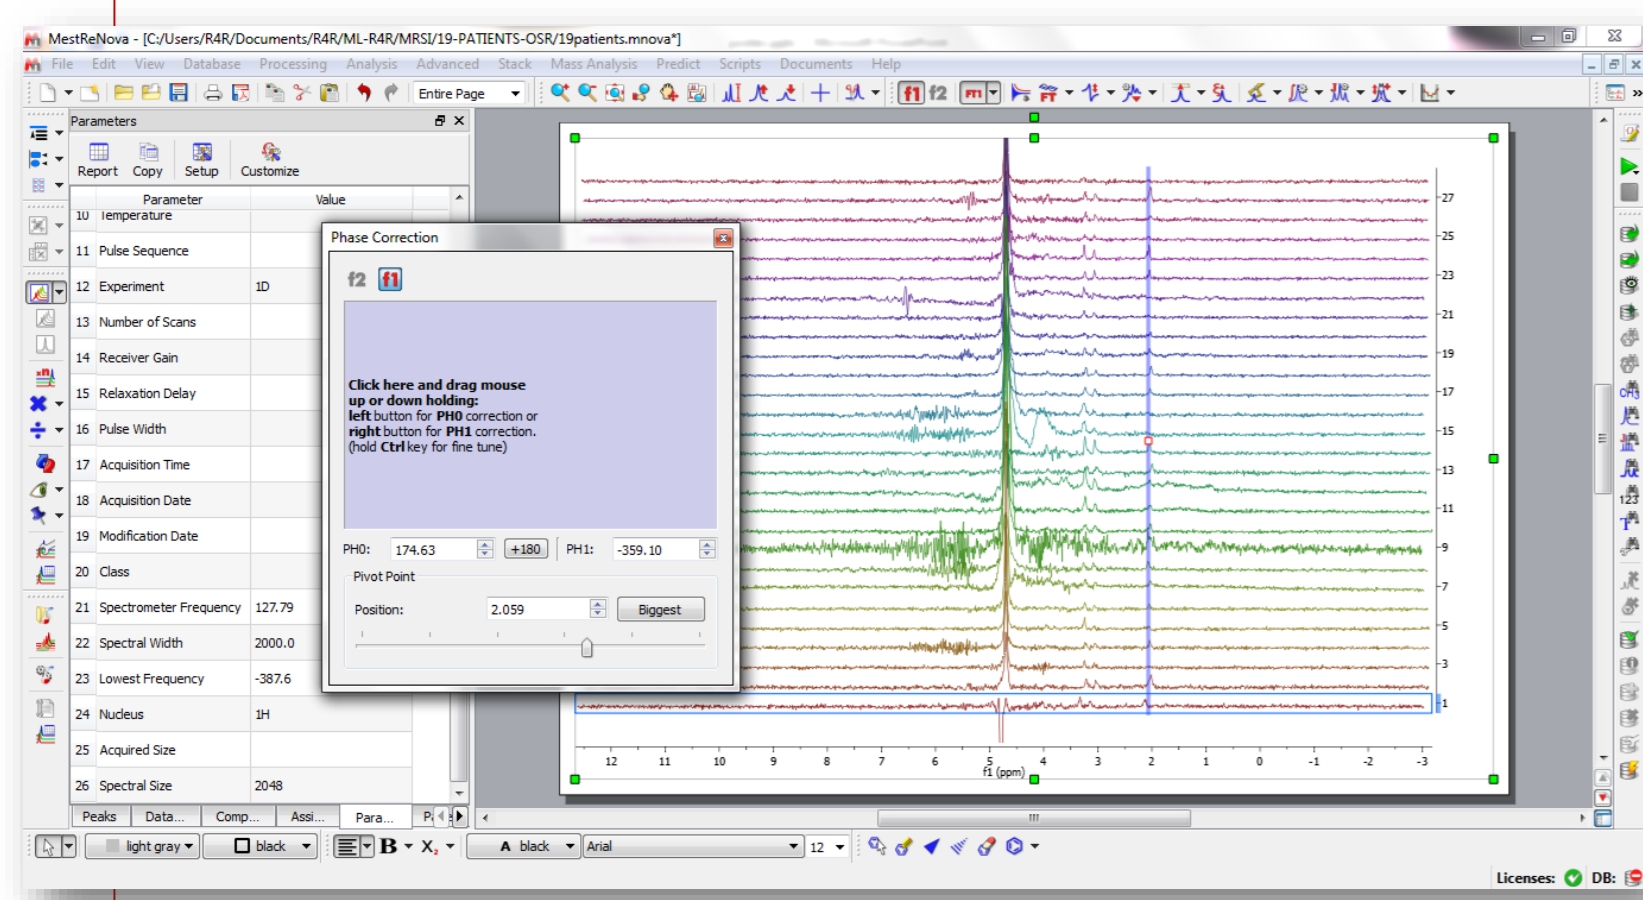 MestReNova - [C:/Users/R4R/Documents/R4R/ML-R4R/MRSI/19-PATIENTS-OSR/19patients.mnova*]
File Edit View Database Processing Analysis Advanced Stack Mass Analysis Predict Scripts Documents Help
Entire Page
f1 f2
Parameters
Report Copy Setup Customize
Parameter Value
10 Temperature
11 Pulse Sequence
12 Experiment 1D
13 Number of Scans
14 Receiver Gain
15 Relaxation Delay
16 Pulse Width
17 Acquisition Time
18 Acquisition Date
19 Modification Date
20 Class
21 Spectrometer Frequency 127.79
22 Spectral Width 2000.0
23 Lowest Frequency -387.6
24 Nucleus 1H
25 Acquired Size
26 Spectral Size 2048
Peaks Data... Comp... Assi... Para...
Phase Correction
f2 f1
Click here and drag mouse
up or down holding:
left button for PH0 correction or
right button for PH1 correction.
(hold Ctrl key for fine tune)
PH0: 174.63 +180 PH1: -359.10
Pivot Point
Position: 2.059 Biggest
27
25
23
21
19
17
15
13
11
9
7
5
3
1
12 11 10 9 8 7 6 5 4 3 2 1 0 -1 -2 -3
f1 (ppm)
light gray black A black Arial 12
Licenses: DB: